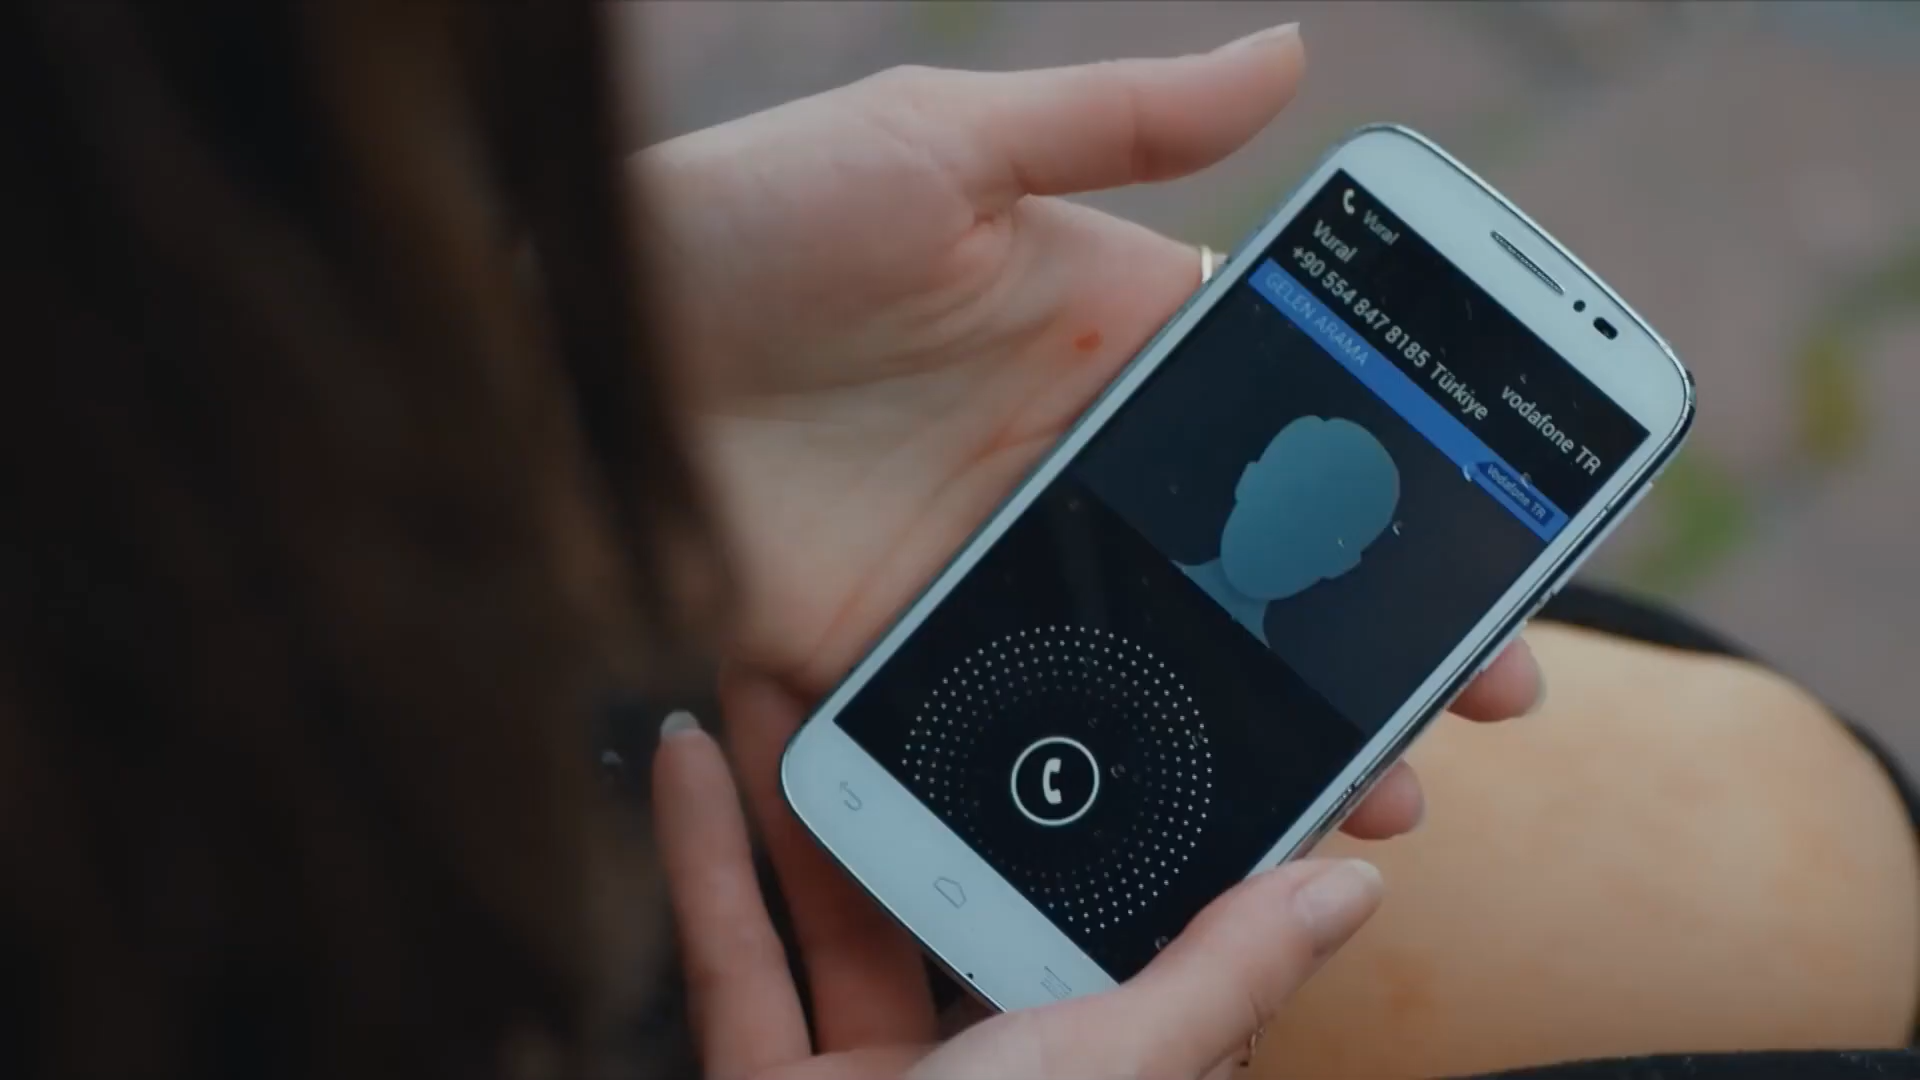 Vural
Vural
+90 554 847 8185 Türkiye
vodafone TR
GELEN ARAMA
Vodafone TR